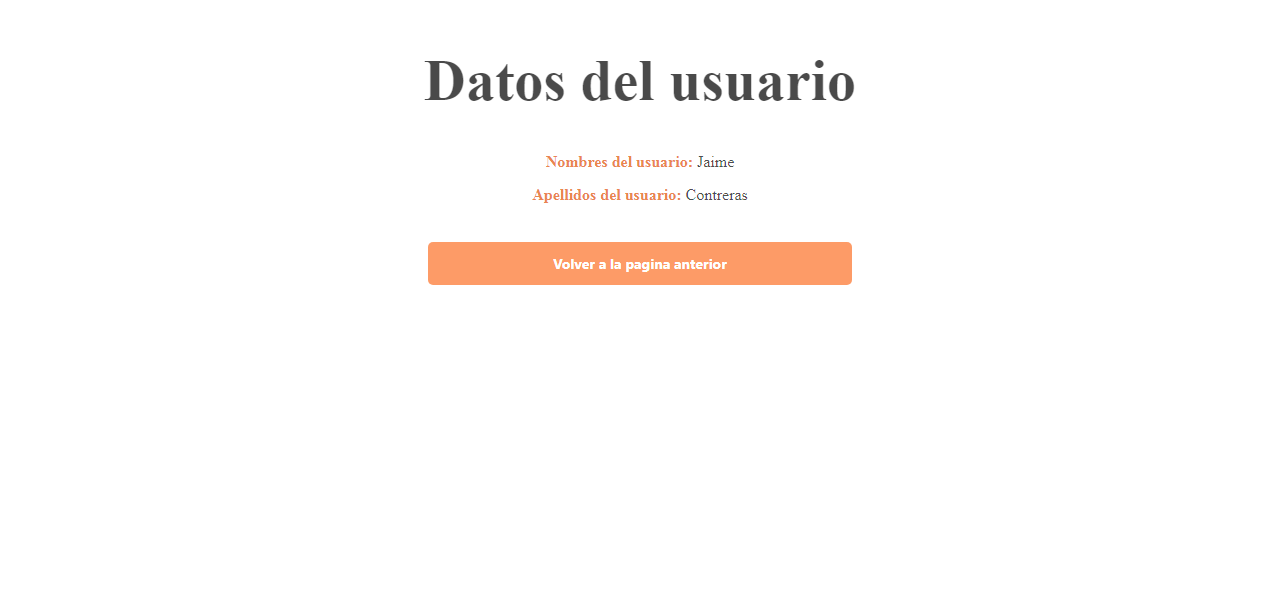 Datos del usuario
Nombres del usuario: Jaime
Apellidos del usuario: Contreras
Volver a la pagina anterior